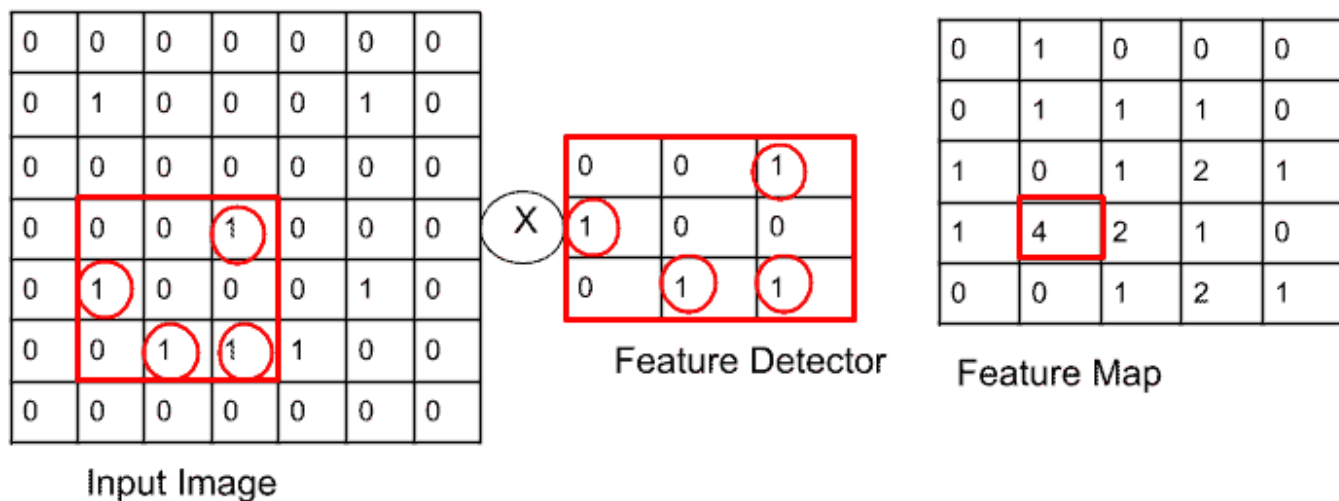 0 0 0 0 0 0 0
0 1 0 0 0 1 0
0 0 0 0 0 0 0
0 0 0 1 0 0 0
0 1 0 0 0 1 0
0 0 1 1 1 0 0
0 0 0 0 0 0 0
Input Image
X
0 0 1
1 0 0
0 1 1
Feature Detector
0 1 0 0 0
0 1 1 1 0
1 0 1 2 1
1 4 2 1 0
0 0 1 2 1
Feature Map